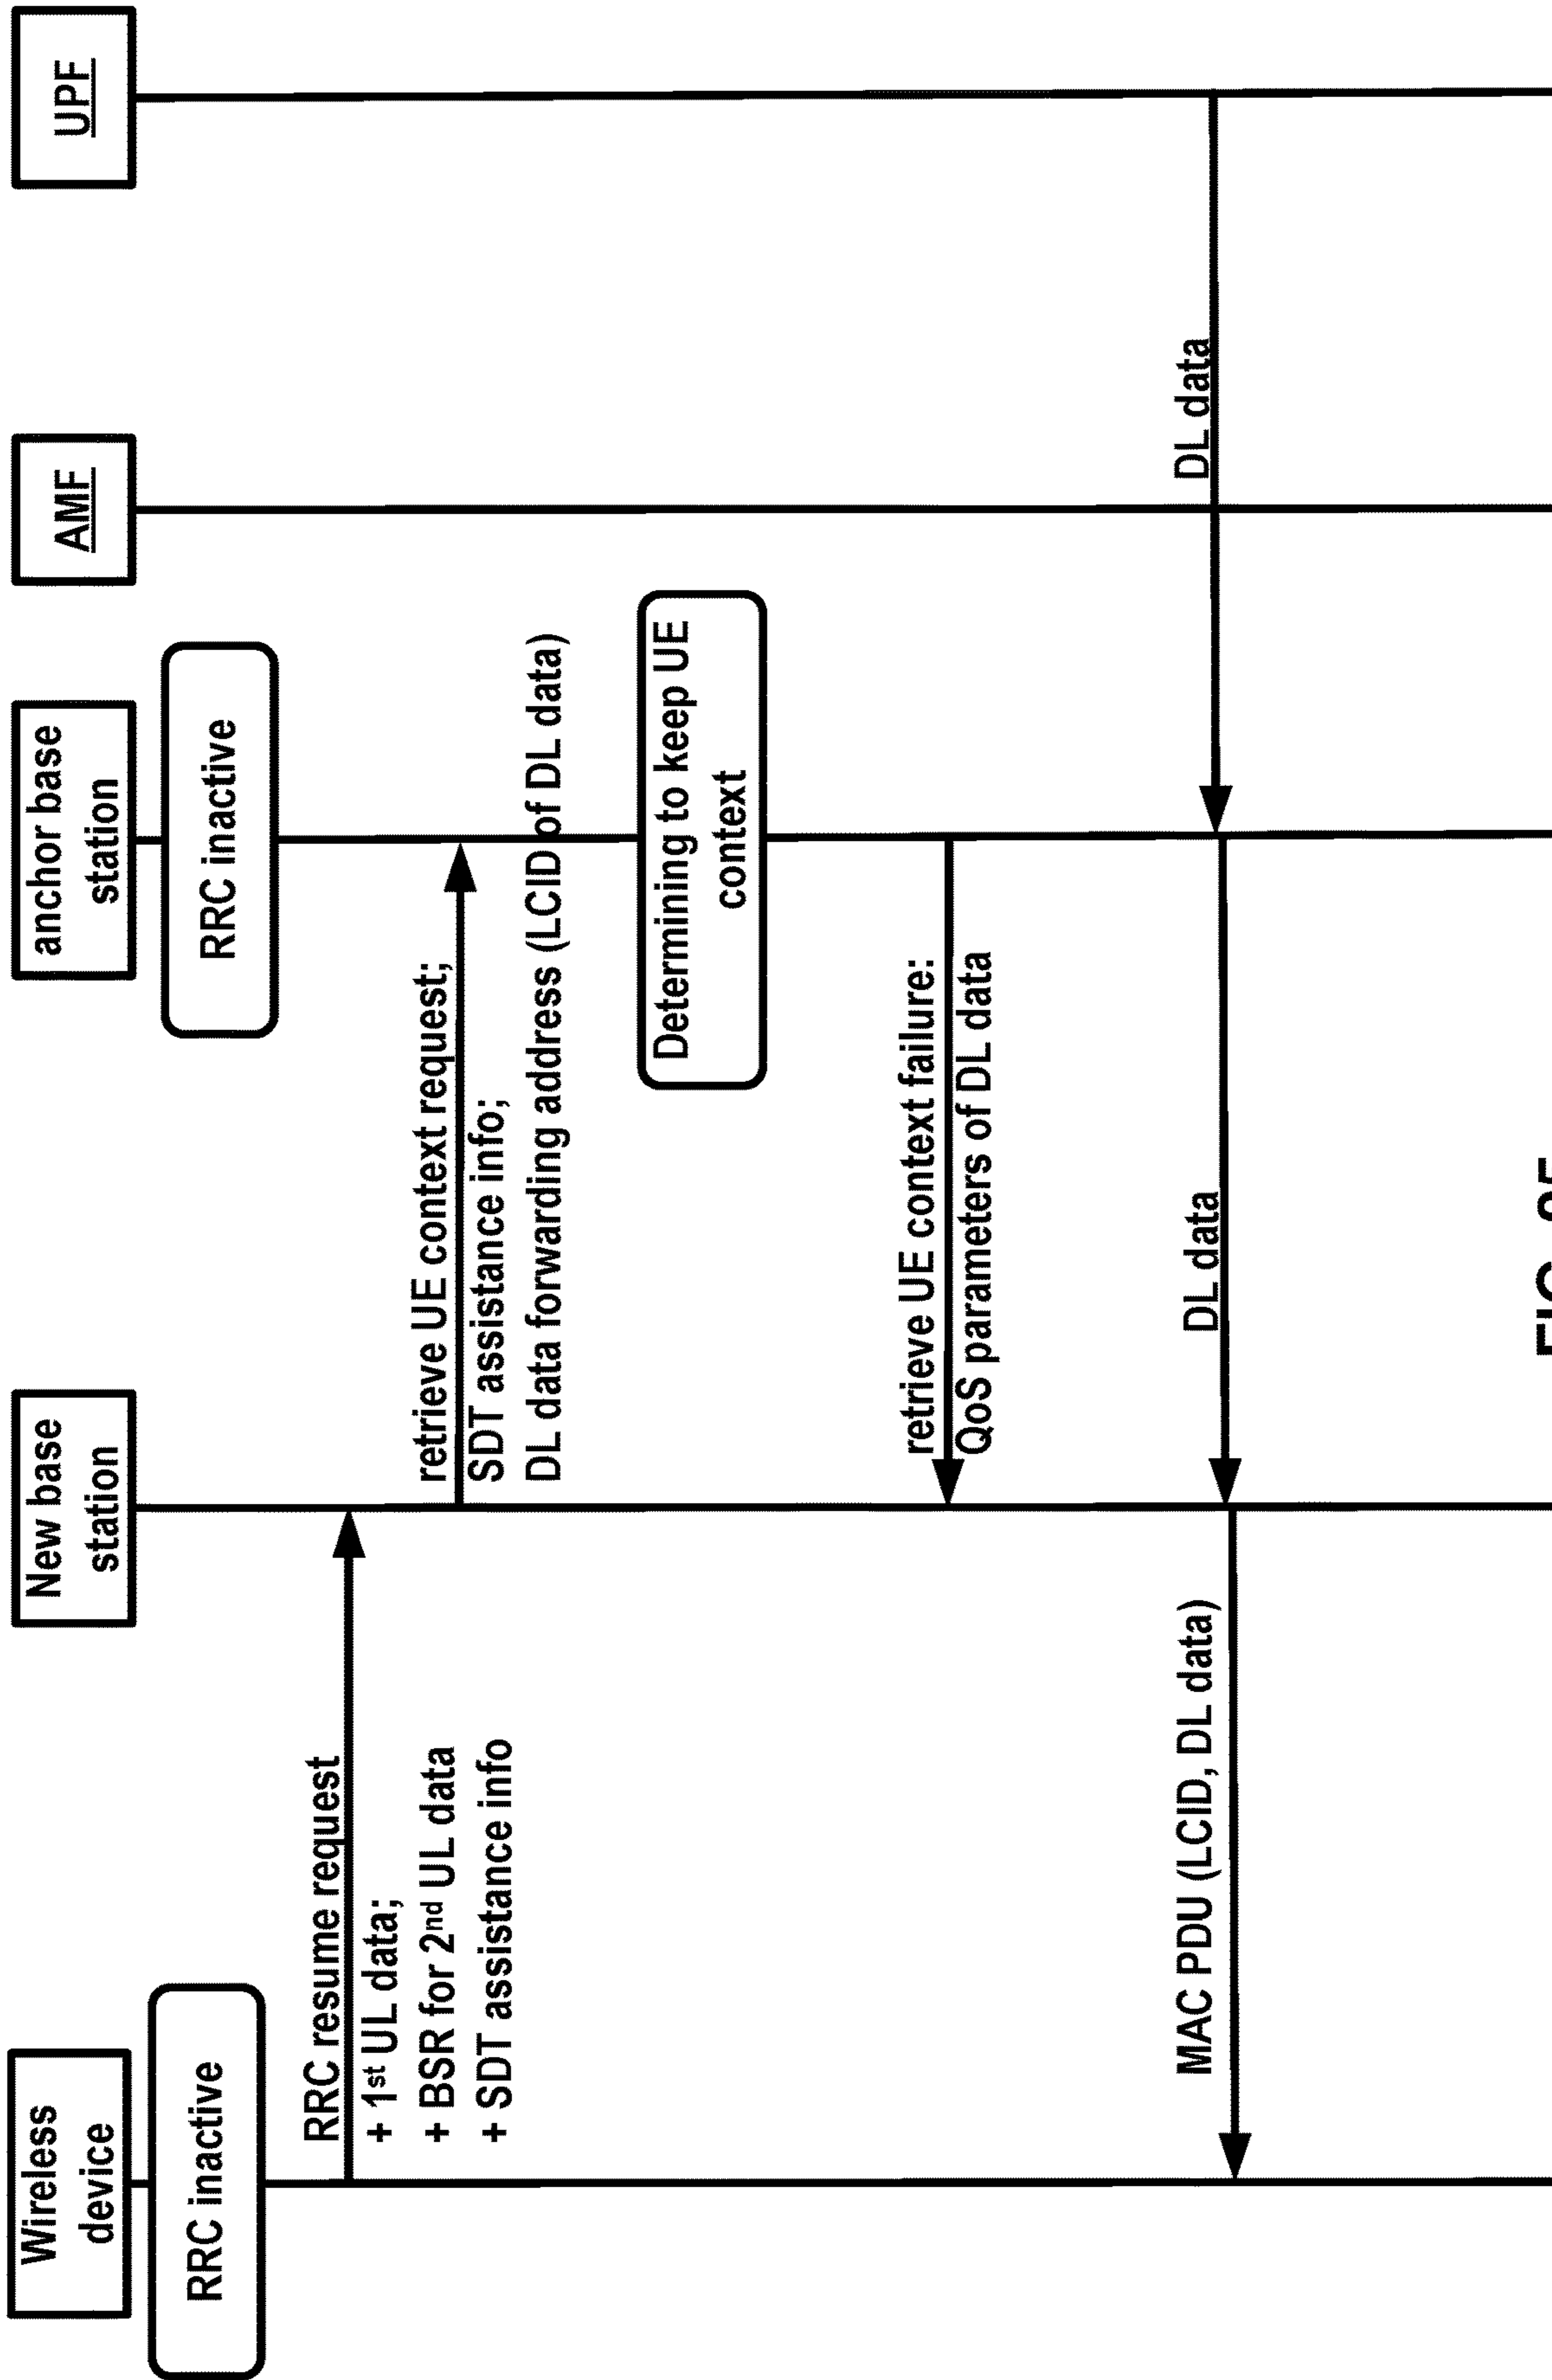 Wireless
device
New base
station
anchor base
station
AMF
UPF
RRC inactive
RRC inactive
RRC resume request
+ 1st UL data;
+ BSR for 2nd UL data
+ SDT assistance info
retrieve UE context request;
SDT assistance info;
DL data forwarding address (LCID of DL data)
Determining to keep UE
context
retrieve UE context failure:
QoS parameters of DL data
DL data
DL data
MAC PDU (LCID, DL data)
FIG.